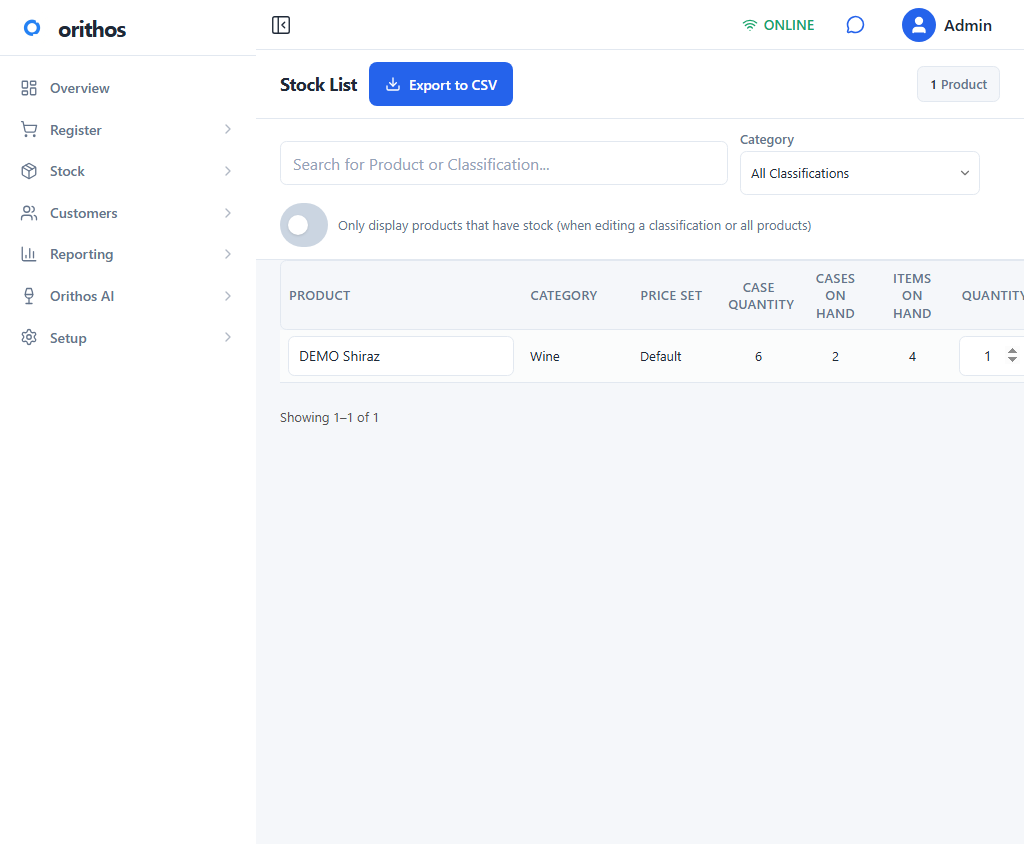 orithos
ONLINE
Admin
Overview
Register
Stock
Customers
Reporting
Orithos AI
Setup
Stock List
Export to CSV
1 Product
Search for Product or Classification...
Category
All Classifications
Only display products that have stock (when editing a classification or all products)
PRODUCT CATEGORY PRICE SET CASE QUANTITY CASES ON HAND ITEMS ON HAND QUANTITY
DEMO Shiraz Wine Default 6 2 4 1
Showing 1–1 of 1